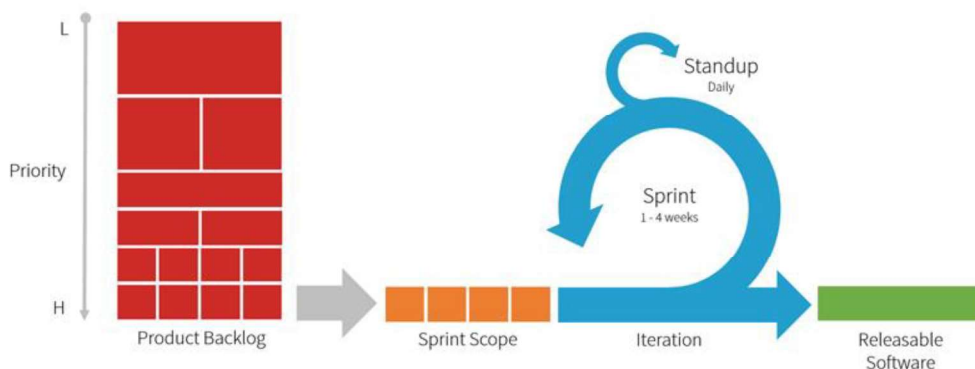 L
Priority
H
Product Backlog
Sprint Scope
Standup
Daily
Sprint
1 - 4 weeks
Iteration
Releasable
Software